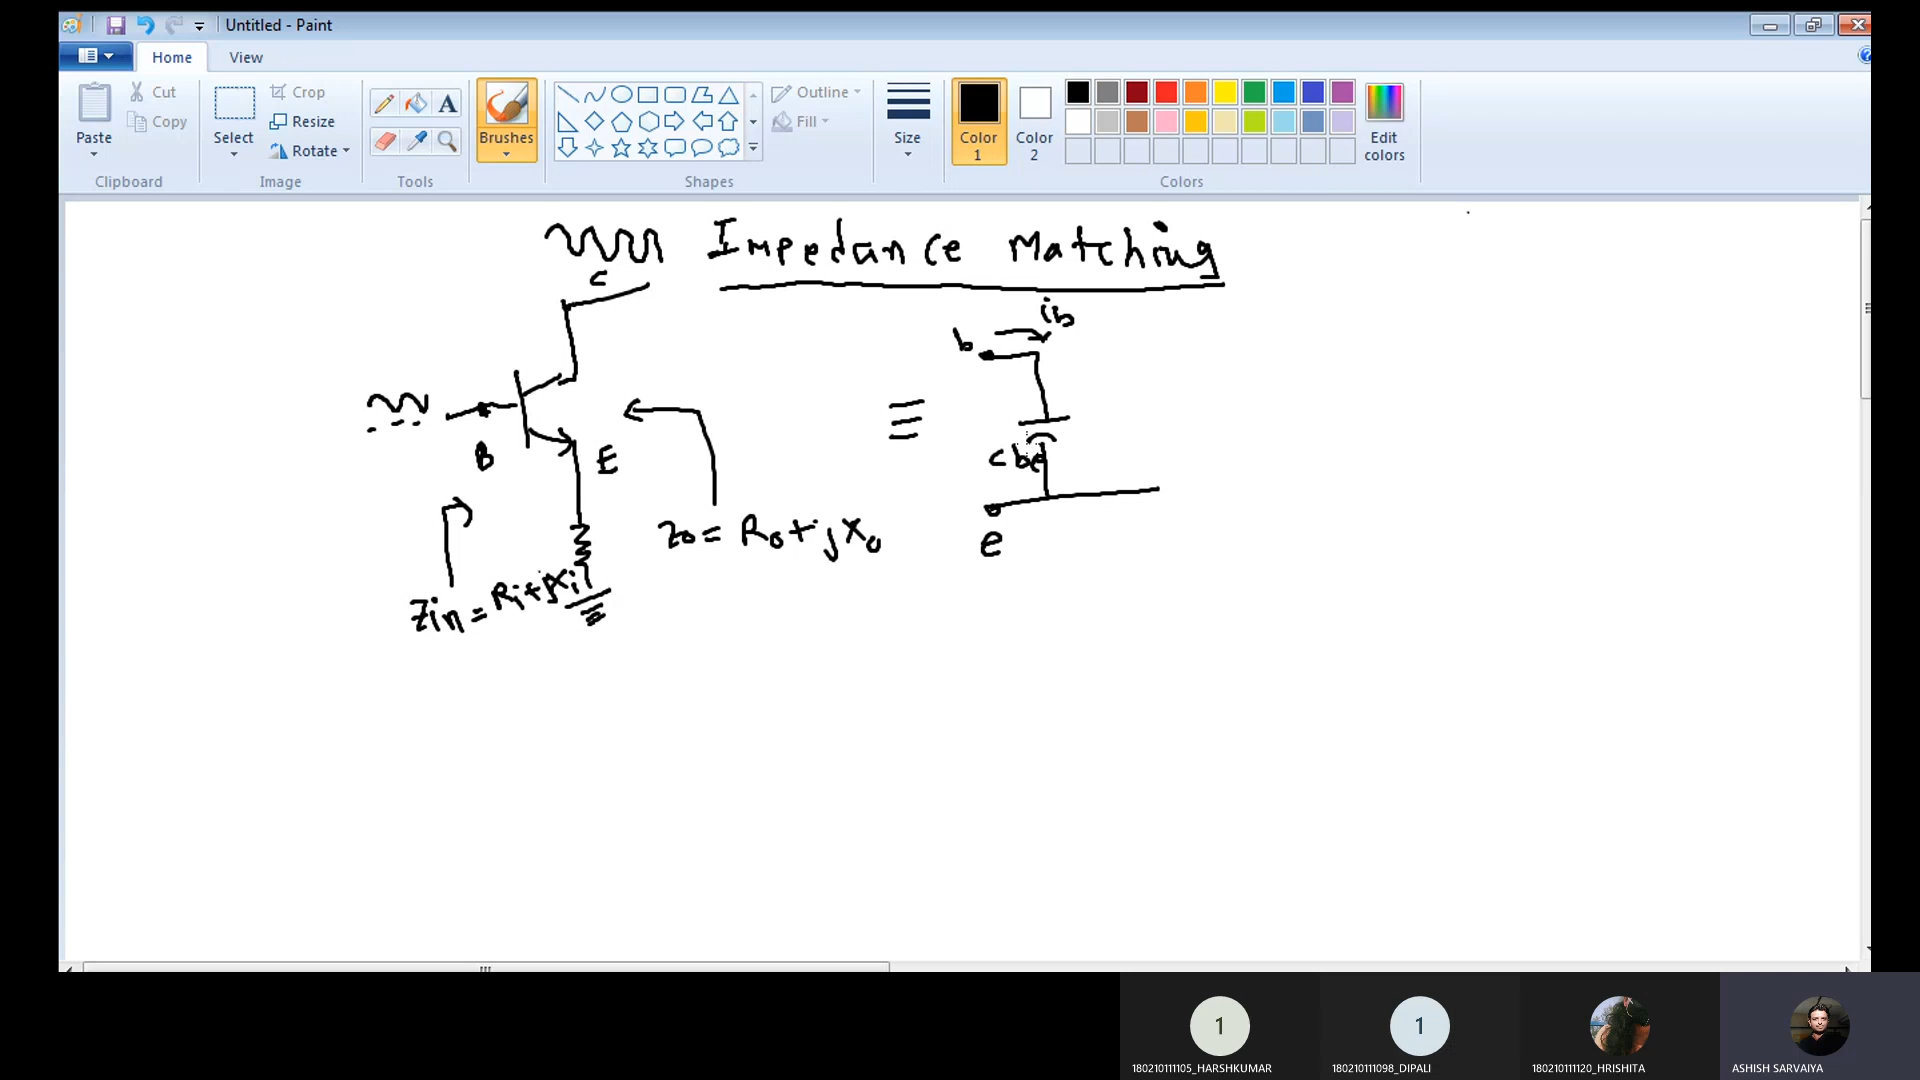 Untitled - Paint
Home View
Cut
Copy
Paste
Clipboard
Crop
Resize
Rotate
Select
Image
A
Tools
Brushes
Shapes
Outline
Fill
Size
Color 1
Color 2
Edit colors
Colors
Impedance Matching
C
B
E
Zin = Ri + jXi
Zo = Ro + jXo
≡
b
ib
cbe
e
1
180210111105_HARSHKUMAR
1
180210111098_DIPALI
180210111120_HRISHITA
ASHISH SARVAIYA